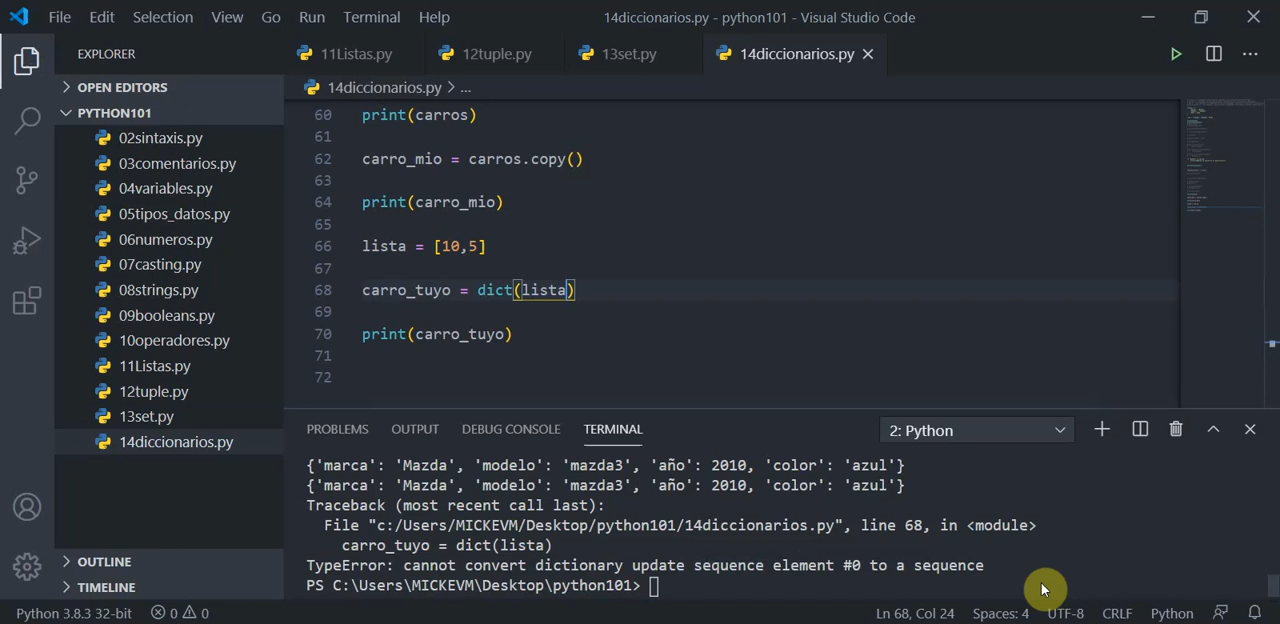 File Edit Selection View Go Run Terminal Help 14diccionarios.py - python101 - Visual Studio Code
EXPLORER
OPEN EDITORS
PYTHON101
02sintaxis.py
03comentarios.py
04variables.py
05tipos_datos.py
06numeros.py
07casting.py
08strings.py
09booleans.py
10operadores.py
11Listas.py
12tuple.py
13set.py
14diccionarios.py
OUTLINE
TIMELINE
11Listas.py 12tuple.py 13set.py 14diccionarios.py
14diccionarios.py > ...
60 print(carros)
61
62 carro_mio = carros.copy()
63
64 print(carro_mio)
65
66 lista = [10,5]
67
68 carro_tuyo = dict(lista)
69
70 print(carro_tuyo)
71
72
PROBLEMS OUTPUT DEBUG CONSOLE TERMINAL 2: Python
{'marca': 'Mazda', 'modelo': 'mazda3', 'año': 2010, 'color': 'azul'}
{'marca': 'Mazda', 'modelo': 'mazda3', 'año': 2010, 'color': 'azul'}
Traceback (most recent call last):
File "c:/Users/MICKEVM/Desktop/python101/14diccionarios.py", line 68, in <module>
carro_tuyo = dict(lista)
TypeError: cannot convert dictionary update sequence element #0 to a sequence
PS C:\Users\MICKEVM\Desktop\python101>
Python 3.8.3 32-bit 0 0 Ln 68, Col 24 Spaces: 4 UTF-8 CRLF Python